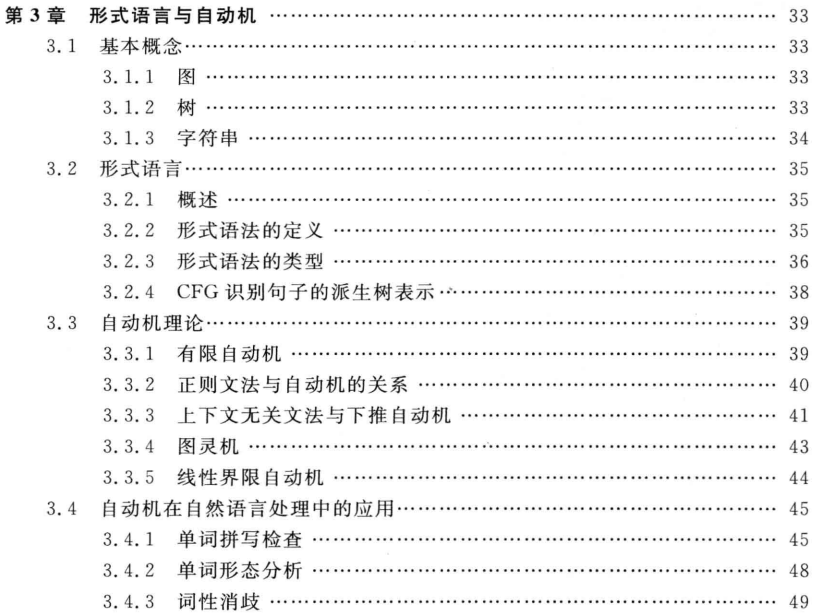 第3章 形式语言与自动机 …… 33
3.1 基本概念 …… 33
3.1.1 图 …… 33
3.1.2 树 …… 33
3.1.3 字符串 …… 34
3.2 形式语言 …… 35
3.2.1 概述 …… 35
3.2.2 形式语法的定义 …… 35
3.2.3 形式语法的类型 …… 36
3.2.4 CFG 识别句子的派生树表示 …… 38
3.3 自动机理论 …… 39
3.3.1 有限自动机 …… 39
3.3.2 正则文法与自动机的关系 …… 40
3.3.3 上下文无关文法与下推自动机 …… 41
3.3.4 图灵机 …… 43
3.3.5 线性界限自动机 …… 44
3.4 自动机在自然语言处理中的应用 …… 45
3.4.1 单词拼写检查 …… 45
3.4.2 单词形态分析 …… 48
3.4.3 词性消歧 …… 49